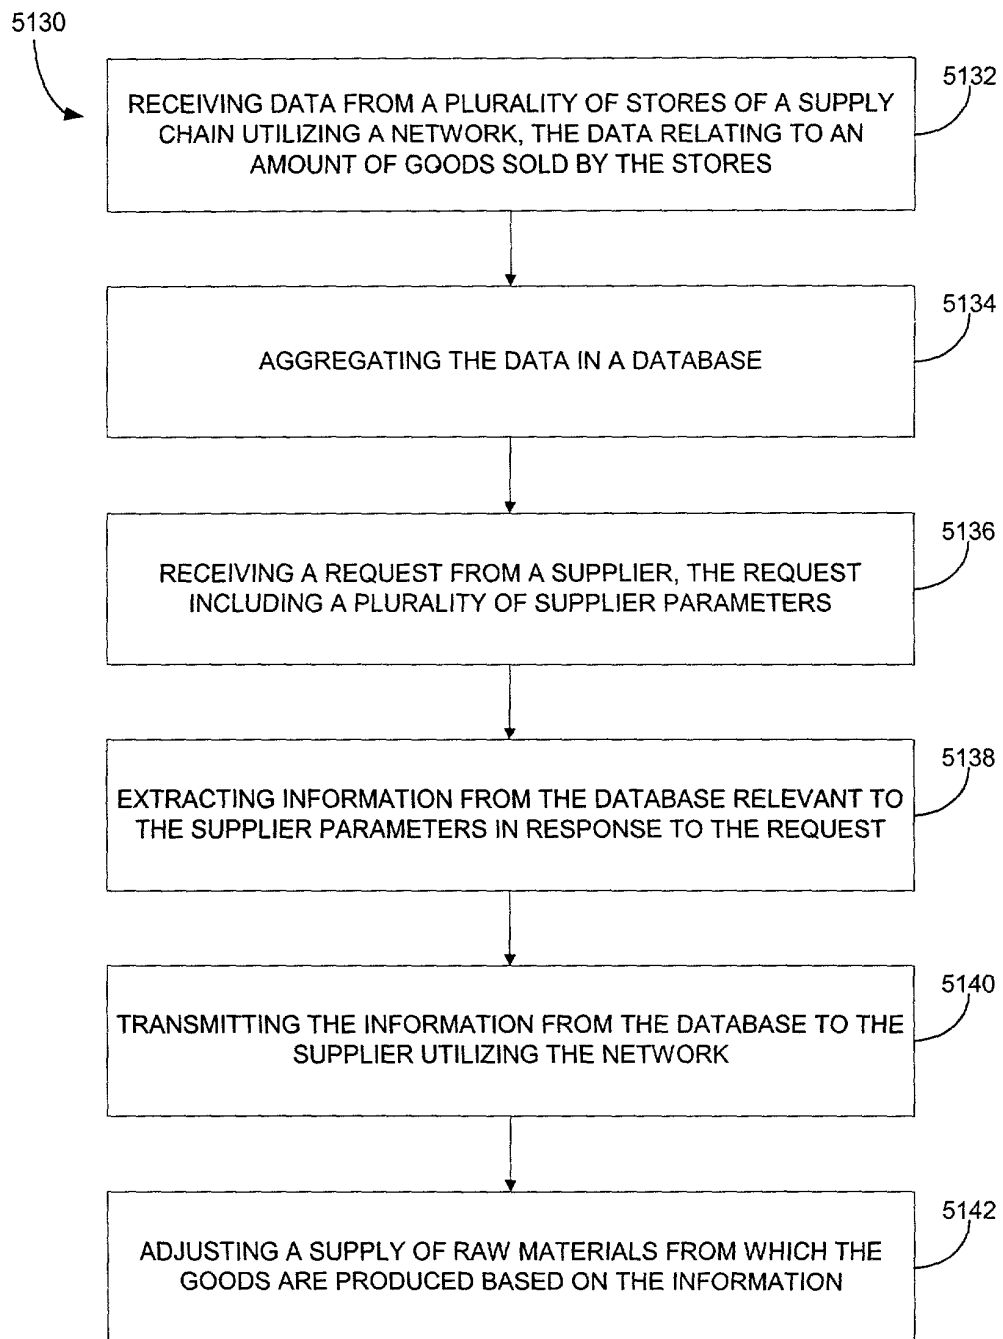 5130
5132
RECEIVING DATA FROM A PLURALITY OF STORES OF A SUPPLY
CHAIN UTILIZING A NETWORK, THE DATA RELATING TO AN
AMOUNT OF GOODS SOLD BY THE STORES
5134
AGGREGATING THE DATA IN A DATABASE
5136
RECEIVING A REQUEST FROM A SUPPLIER, THE REQUEST
INCLUDING A PLURALITY OF SUPPLIER PARAMETERS
5138
EXTRACTING INFORMATION FROM THE DATABASE RELEVANT TO
THE SUPPLIER PARAMETERS IN RESPONSE TO THE REQUEST
5140
TRANSMITTING THE INFORMATION FROM THE DATABASE TO THE
SUPPLIER UTILIZING THE NETWORK
5142
ADJUSTING A SUPPLY OF RAW MATERIALS FROM WHICH THE
GOODS ARE PRODUCED BASED ON THE INFORMATION